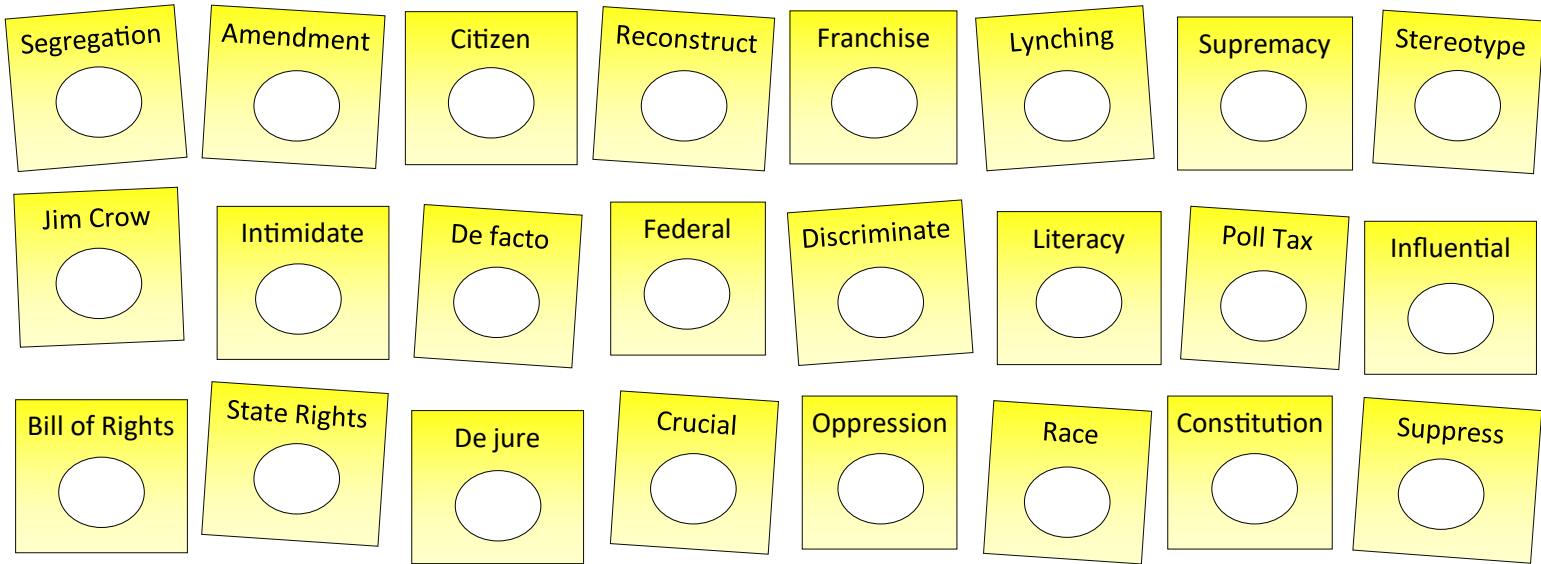 Segregation
Amendment
Citizen
Reconstruct
Franchise
Lynching
Supremacy
Stereotype
Jim Crow
Intimidate
De facto
Federal
Discriminate
Literacy
Poll Tax
Influential
Bill of Rights
State Rights
De jure
Crucial
Oppression
Race
Constitution
Suppress